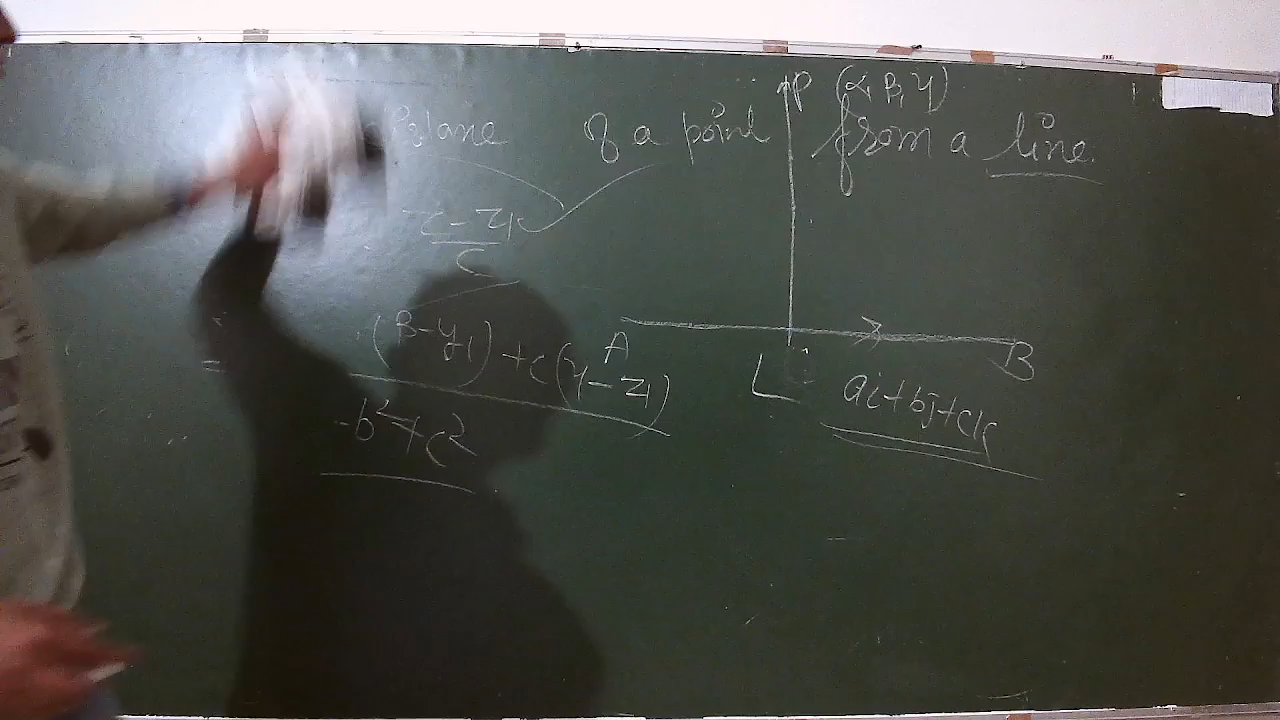 P (α, β, γ)
Plane of a point from a line
z - z1
C
= (β-y1) + c(γ-z1)
-b²+c²
A
B
L
ai+bj+ck